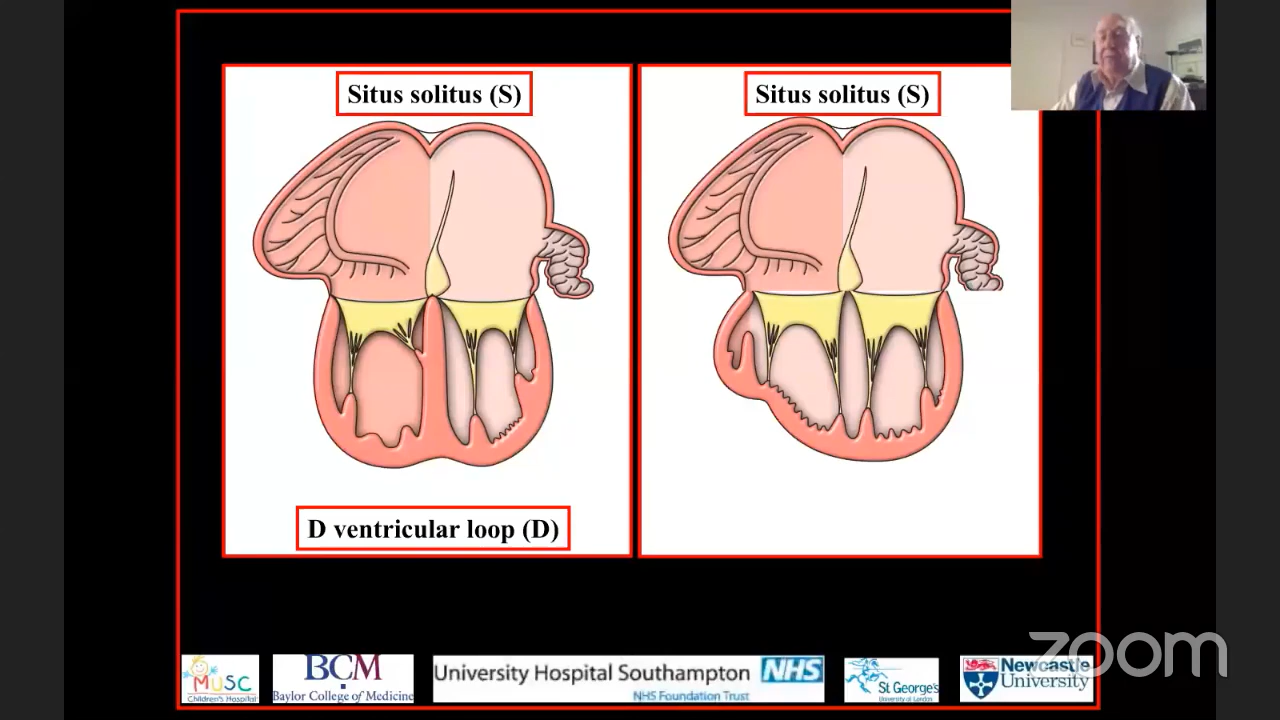 Situs solitus (S)
Situs solitus (S)
D ventricular loop (D)
MUSC
Children's Hospital
BCM
Baylor College of Medicine
University Hospital Southampton NHS
NHS Foundation Trust
St George's
University of London
Newcastle
University
zoom